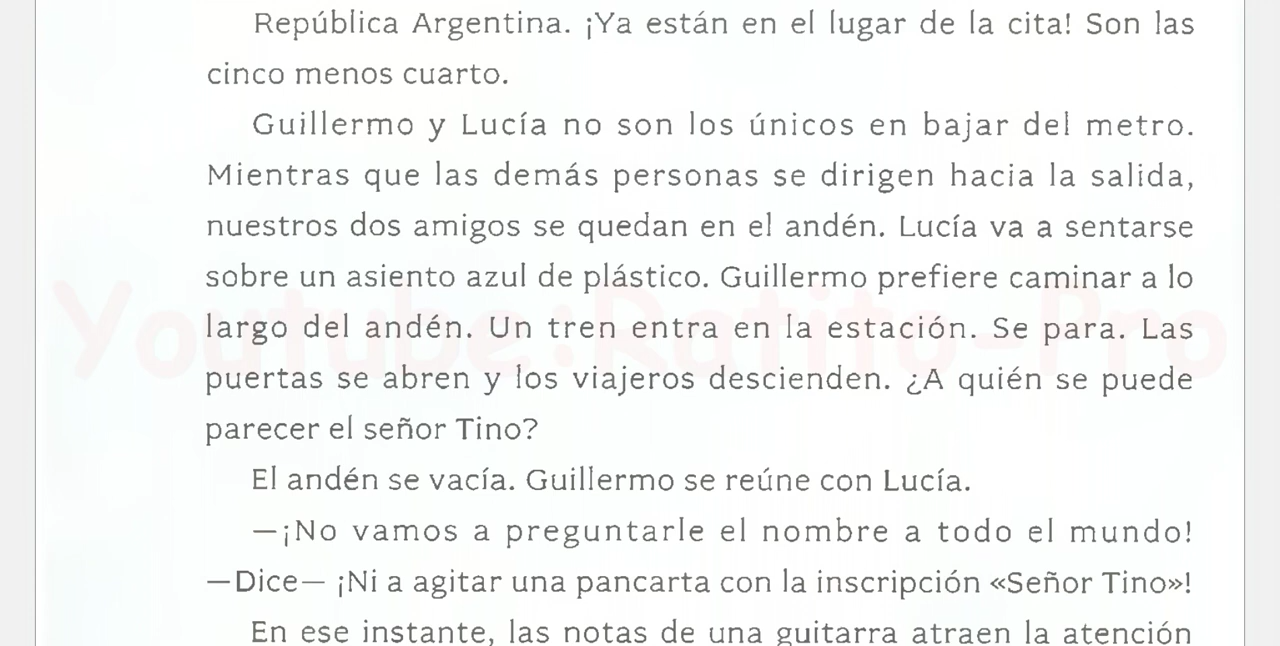 República Argentina. ¡Ya están en el lugar de la cita! Son las
cinco menos cuarto.
Guillermo y Lucía no son los únicos en bajar del metro.
Mientras que las demás personas se dirigen hacia la salida,
nuestros dos amigos se quedan en el andén. Lucía va a sentarse
sobre un asiento azul de plástico. Guillermo prefiere caminar a lo
largo del andén. Un tren entra en la estación. Se para. Las
puertas se abren y los viajeros descienden. ¿A quién se puede
parecer el señor Tino?
El andén se vacía. Guillermo se reúne con Lucía.
—¡No vamos a preguntarle el nombre a todo el mundo!
—Dice— ¡Ni a agitar una pancarta con la inscripción «Señor Tino»!
En ese instante, las notas de una guitarra atraen la atención
Youtube:Ratito-Pro